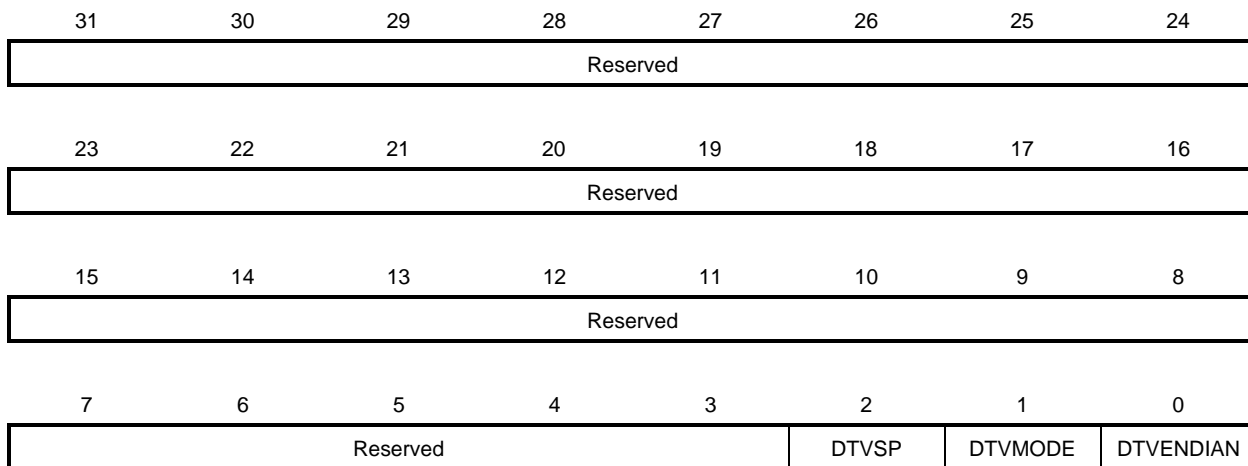 31 30 29 28 27 26 25 24
Reserved
23 22 21 20 19 18 17 16
Reserved
15 14 13 12 11 10 9 8
Reserved
7 6 5 4 3 2 1 0
Reserved DTVSP DTVMODE DTVENDIAN